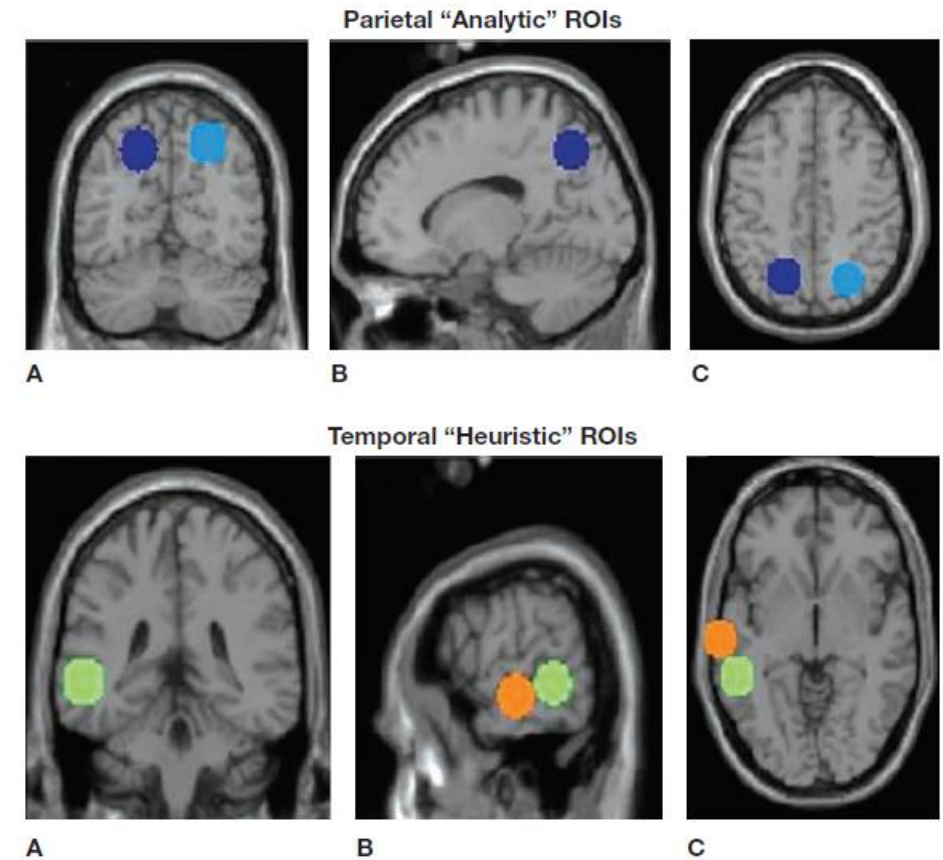 Parietal “Analytic” ROIs
A B C
Temporal “Heuristic” ROIs
A B C